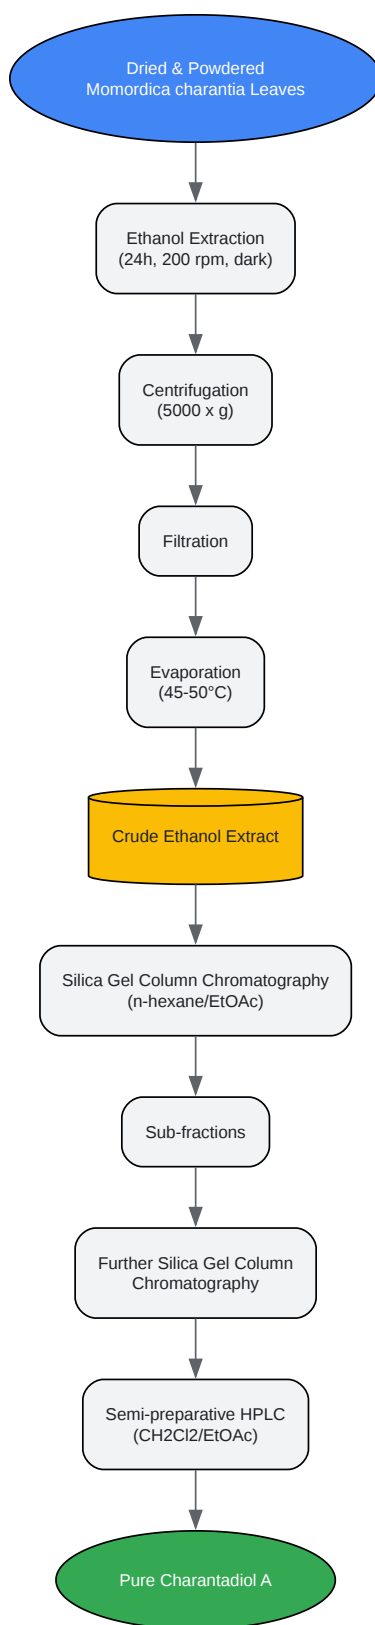 Dried & Powdered
Momordica charantia Leaves
Ethanol Extraction
(24h, 200 rpm, dark)
Centrifugation
(5000 x g)
Filtration
Evaporation
(45-50°C)
Crude Ethanol Extract
Silica Gel Column Chromatography
(n-hexane/EtOAc)
Sub-fractions
Further Silica Gel Column
Chromatography
Semi-preparative HPLC
(CH2Cl2/EtOAc)
Pure Charantadiol A